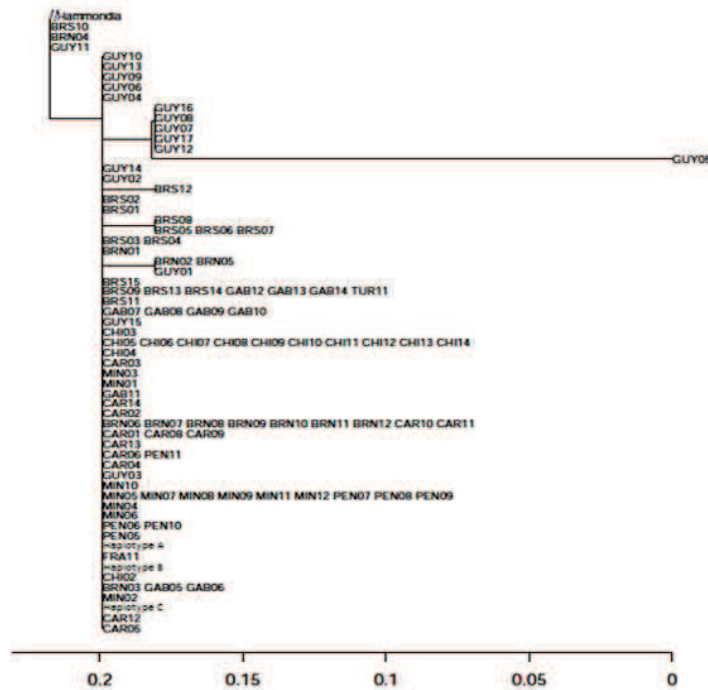 //Hammondia
BRS10
BRN04
GUY11
GUY10
GUY13
GUY09
GUY06
GUY04
GUY16
GUY08
GUY07
GUY17
GUY12
GUY05
GUY14
GUY02
BRS12
BRS02
BRS01
BRS08
BRS05 BRS06 BRS07
BRS03 BRS04
BRN01
BRN02 BRN05
GUY01
BRS15
BRS09 BRS13 BRS14 GAB12 GAB13 GAB14 TUR11
BRS11
GAB07 GAB08 GAB09 GAB10
GUY15
CHI03
CHI05 CHI06 CHI07 CHI08 CHI09 CHI10 CHI11 CHI12 CHI13 CHI14
CHI04
CAR03
MIN03
MIN01
GAB11
CAR14
CAR02
BRN06 BRN07 BRN08 BRN09 BRN10 BRN11 BRN12 CAR10 CAR11
CAR01 CAR08 CAR09
CAR13
CAR06 PEN11
CAR04
GUY03
MIN10
MIN05 MIN07 MIN08 MIN09 MIN11 MIN12 PEN07 PEN08 PEN09
MIN04
MIN06
PEN06 PEN10
PEN05
Haplotype A
FRA11
Haplotype B
CHI02
BRN03 GAB05 GAB06
MIN02
Haplotype C
CAR12
CAR05
0.2 0.15 0.1 0.05 0